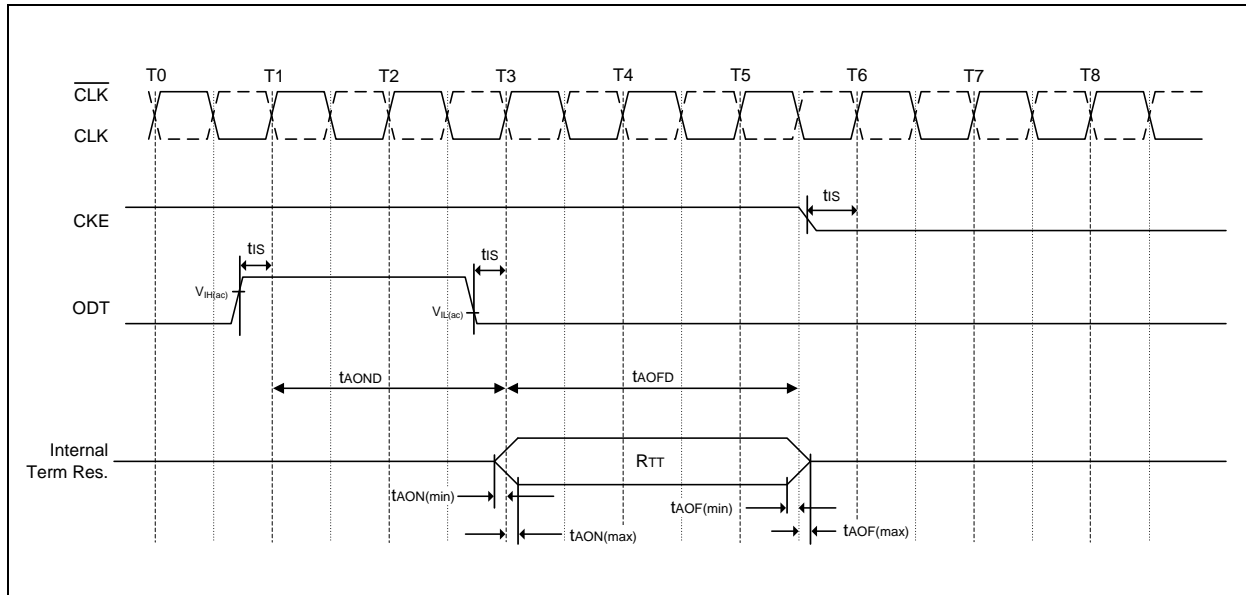 T0 T1 T2 T3 T4 T5 T6 T7 T8
CLK
CLK
tIS
CKE
tIS
tIS
VIH(ac)
VIL(ac)
ODT
tAOND
tAOFD
Internal
Term Res.
RTT
tAON(min)
tAOF(min)
tAON(max)
tAOF(max)